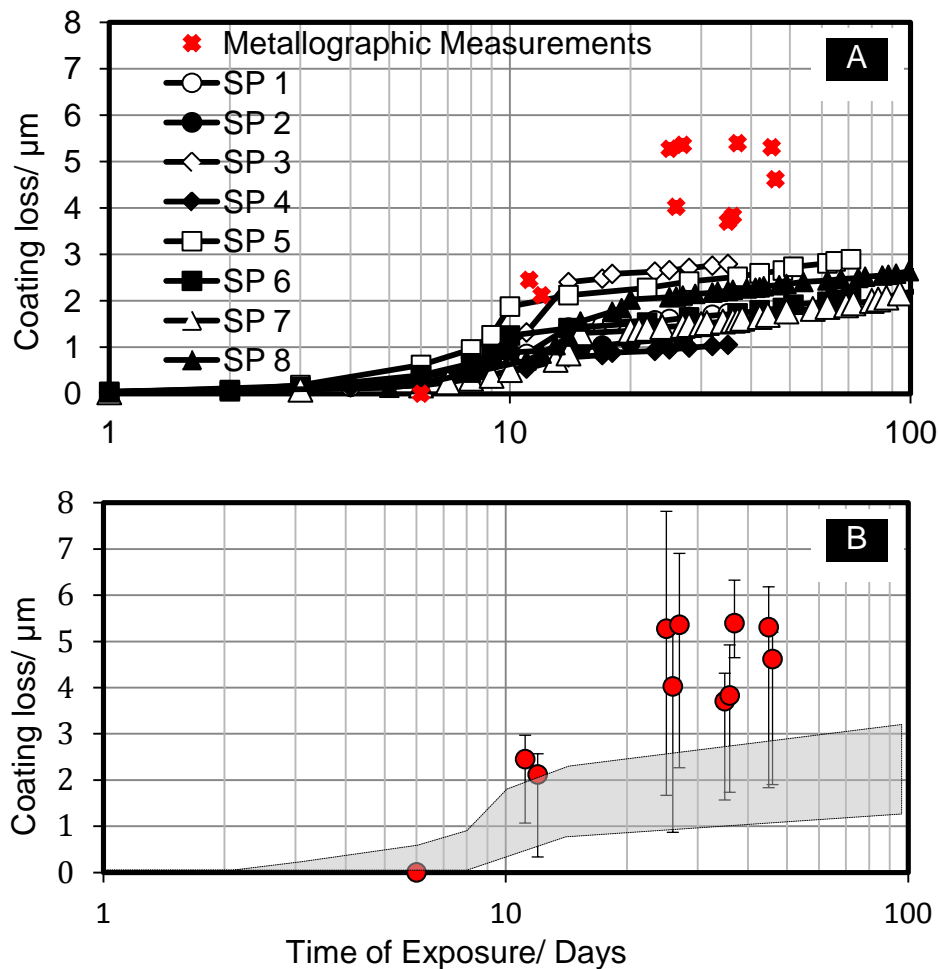 8
7
6
5
4
3
2
1
0
Coating loss/ µm
Metallographic Measurements
SP 1
SP 2
SP 3
SP 4
SP 5
SP 6
SP 7
SP 8
A
1 10 100
8
7
6
5
4
3
2
1
0
Coating loss/ µm
B
1 10 100
Time of Exposure/ Days